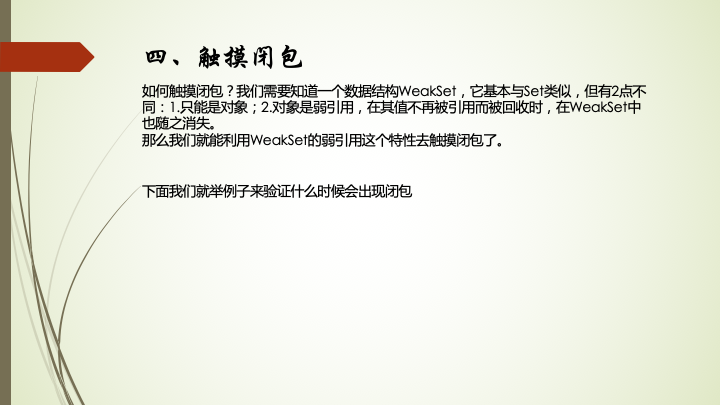 四、触摸闭包
如何触摸闭包？我们需要知道一个数据结构WeakSet，它基本与Set类似，但有2点不
同：1.只能是对象；2.对象是弱引用，在其值不再被引用而被回收时，在WeakSet中
也随之消失。
那么我们就能利用WeakSet的弱引用这个特性去触摸闭包了。
下面我们就举例子来验证什么时候会出现闭包